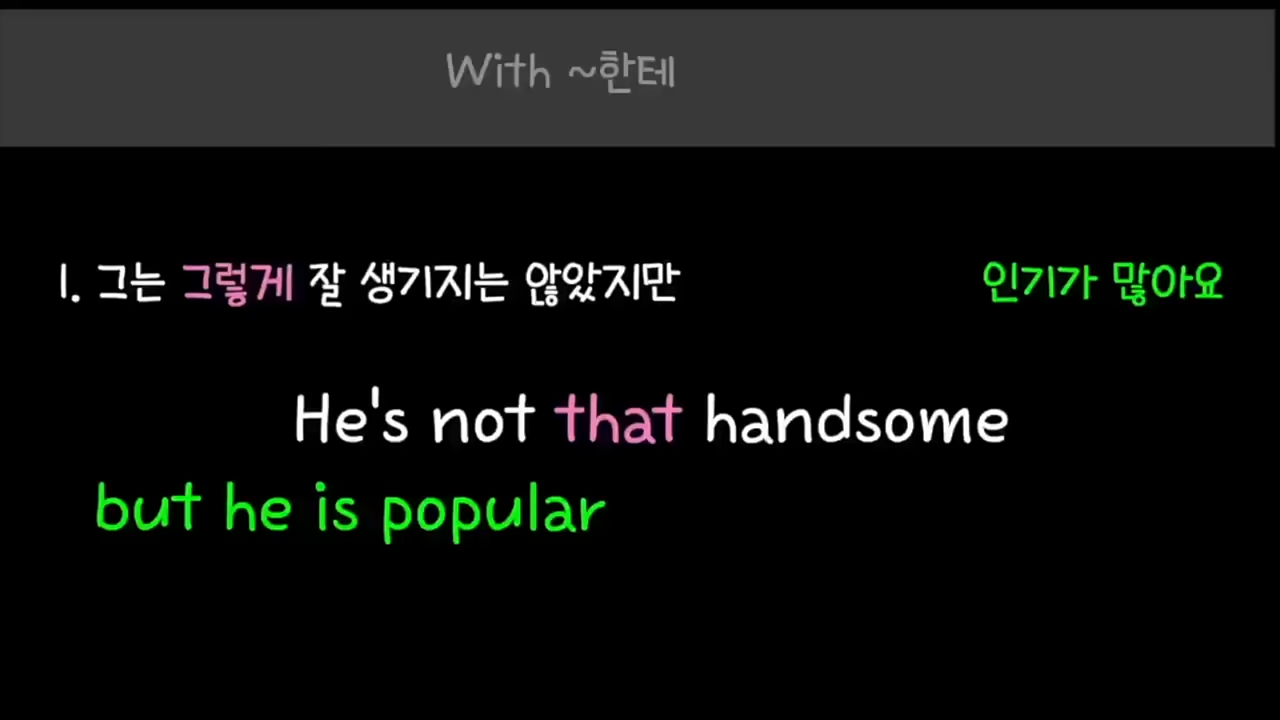 With ~한테
1. 그는 그렇게 잘 생기지는 않았지만 인기가 많아요
He's not that handsome
but he is popular